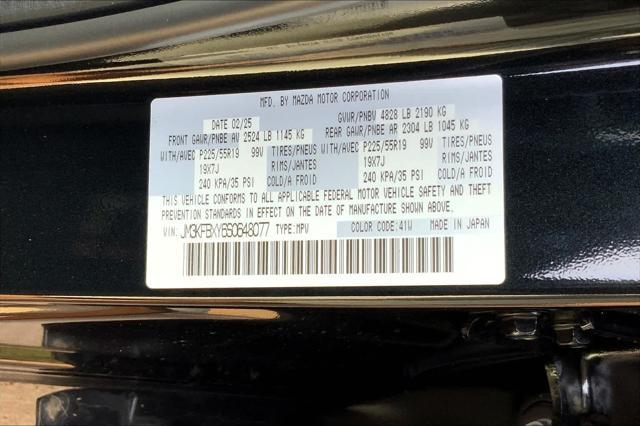 MFD. BY MAZDA MOTOR CORPORATION
DATE 02/25 GVWR/PNBV 4828 LB 2190 KG
FRONT GAWR/PNBE AV 2524 LB 1145 KG REAR GAWR/PNBE AR 2304 LB 1045 KG
WITH/AVEC P225/55R19 99V TIRES/PNEUS WITH/AVEC P225/55R19 99V TIRES/PNEUS
19X7J RIMS/JANTES 19X7J RIMS/JANTES
240 KPA/35 PSI COLD/A FROID 240 KPA/35 PSI COLD/A FROID
THIS VEHICLE CONFORMS TO ALL APPLICABLE FEDERAL MOTOR VEHICLE SAFETY AND THEFT
PREVENTION STANDARDS IN EFFECT ON THE DATE OF MANUFACTURE SHOWN ABOVE.
VIN: JM3KFBXY6S0648077 TYPE:MPV COLOR CODE:41W MADE IN JAPAN